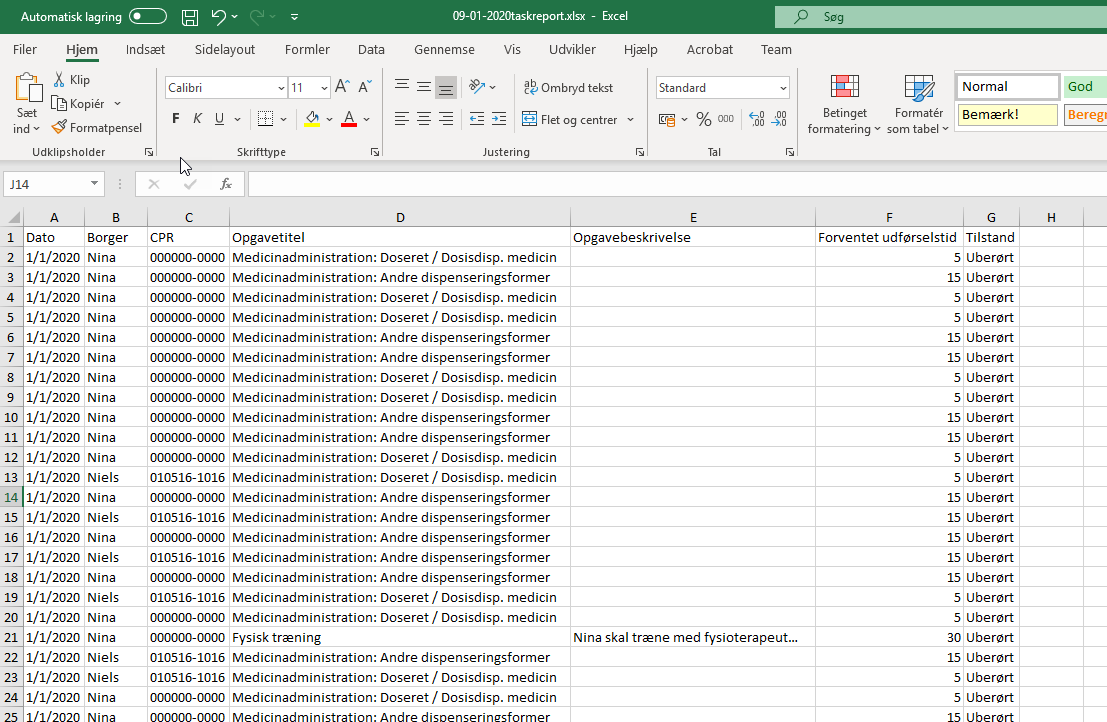 Automatisk lagring 09-01-2020taskreport.xlsx - Excel Søg
Filer Hjem Indsæt Sidelayout Formler Data Gennemse Vis Udvikler Hjælp Acrobat Team
Sæt ind
Klip
Kopiér
Formatpensel
Calibri 11 A A
F K U A
ab Ombryd tekst
Flet og centrer
Standard
% 000 ,00 ,0 ,00
Betinget formatering
Formatér som tabel
Normal God
Bemærk! Beregn
Udklipsholder Skrifttype Justering Tal
J14 fx
A B C D E F G H
1 Dato Borger CPR Opgavetitel Opgavebeskrivelse Forventet udførselstid Tilstand
2 1/1/2020 Nina 000000-0000 Medicinadministration: Doseret / Dosisdisp. medicin 5 Uberørt
3 1/1/2020 Nina 000000-0000 Medicinadministration: Andre dispenseringsformer 15 Uberørt
4 1/1/2020 Nina 000000-0000 Medicinadministration: Doseret / Dosisdisp. medicin 5 Uberørt
5 1/1/2020 Nina 000000-0000 Medicinadministration: Doseret / Dosisdisp. medicin 5 Uberørt
6 1/1/2020 Nina 000000-0000 Medicinadministration: Andre dispenseringsformer 15 Uberørt
7 1/1/2020 Nina 000000-0000 Medicinadministration: Andre dispenseringsformer 15 Uberørt
8 1/1/2020 Nina 000000-0000 Medicinadministration: Doseret / Dosisdisp. medicin 5 Uberørt
9 1/1/2020 Nina 000000-0000 Medicinadministration: Doseret / Dosisdisp. medicin 5 Uberørt
10 1/1/2020 Nina 000000-0000 Medicinadministration: Andre dispenseringsformer 15 Uberørt
11 1/1/2020 Nina 000000-0000 Medicinadministration: Andre dispenseringsformer 15 Uberørt
12 1/1/2020 Nina 000000-0000 Medicinadministration: Doseret / Dosisdisp. medicin 5 Uberørt
13 1/1/2020 Niels 010516-1016 Medicinadministration: Doseret / Dosisdisp. medicin 5 Uberørt
14 1/1/2020 Nina 000000-0000 Medicinadministration: Andre dispenseringsformer 15 Uberørt
15 1/1/2020 Niels 010516-1016 Medicinadministration: Andre dispenseringsformer 15 Uberørt
16 1/1/2020 Nina 000000-0000 Medicinadministration: Andre dispenseringsformer 15 Uberørt
17 1/1/2020 Niels 010516-1016 Medicinadministration: Andre dispenseringsformer 15 Uberørt
18 1/1/2020 Nina 000000-0000 Medicinadministration: Andre dispenseringsformer 15 Uberørt
19 1/1/2020 Niels 010516-1016 Medicinadministration: Doseret / Dosisdisp. medicin 5 Uberørt
20 1/1/2020 Nina 000000-0000 Medicinadministration: Doseret / Dosisdisp. medicin 5 Uberørt
21 1/1/2020 Nina 000000-0000 Fysisk træning Nina skal træne med fysioterapeut... 30 Uberørt
22 1/1/2020 Niels 010516-1016 Medicinadministration: Andre dispenseringsformer 15 Uberørt
23 1/1/2020 Niels 010516-1016 Medicinadministration: Doseret / Dosisdisp. medicin 5 Uberørt
24 1/1/2020 Nina 000000-0000 Medicinadministration: Doseret / Dosisdisp. medicin 5 Uberørt
25 1/1/2020 Nina 000000-0000 Medicinadministration: Andre dispenseringsformer 15 Uberørt